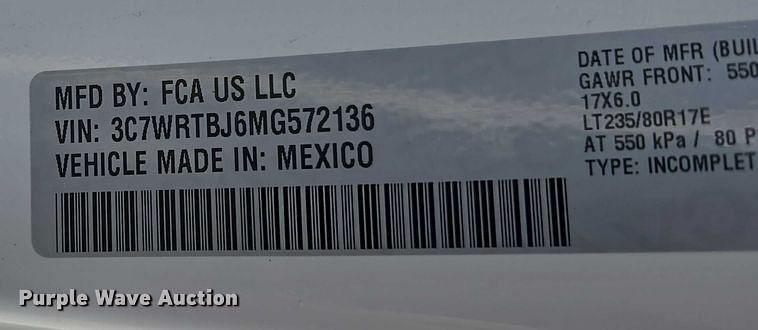 MFD BY: FCA US LLC
VIN: 3C7WRTBJ6MG572136
VEHICLE MADE IN: MEXICO
DATE OF MFR (BUIL
GAWR FRONT: 550
17X6.0
LT235/80R17E
AT 550 kPa / 80 P
TYPE: INCOMPLET
Purple Wave Auction